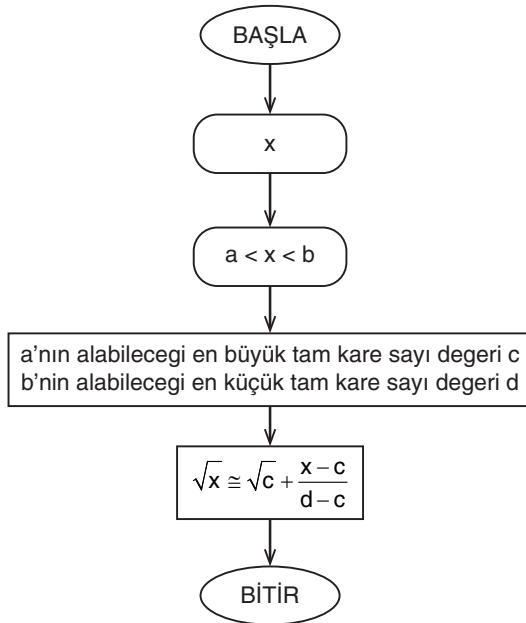 BAŞLA
x
a < x < b
a’nın alabilecegi en büyük tam kare sayı degeri c
b’nin alabilecegi en küçük tam kare sayı degeri d
√x ≅ √c + (x – c)/(d – c)
BİTİR